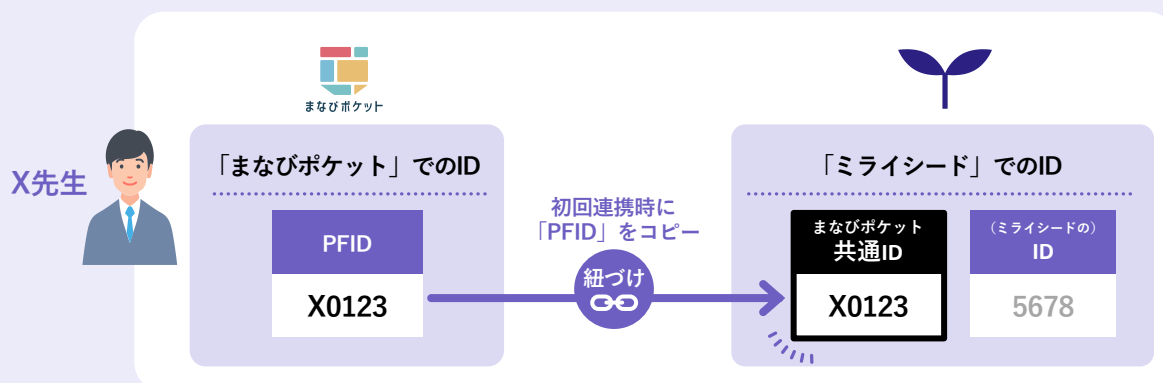 まなびポケット
X先生
「まなびポケット」でのID
PFID
X0123
初回連携時に
「PFID」をコピー
紐づけ
「ミライシード」でのID
まなびポケット
共通ID
X0123
（ミライシードの）
ID
5678